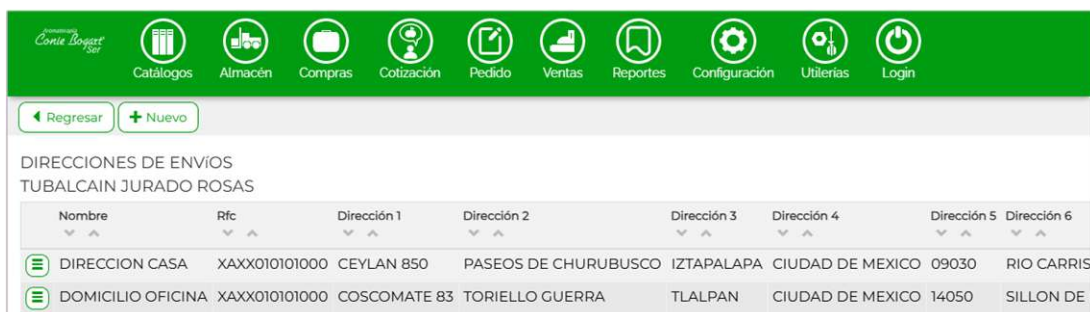 Aromaterapia
Conie Bogart
Ser
Catálogos Almacén Compras Cotización Pedido Ventas Reportes Configuración Utilerías Login
Regresar Nuevo
DIRECCIONES DE ENVíOS
TUBALCAIN JURADO ROSAS
Nombre Rfc Dirección 1 Dirección 2 Dirección 3 Dirección 4 Dirección 5 Dirección 6
DIRECCION CASA XAXX010101000 CEYLAN 850 PASEOS DE CHURUBUSCO IZTAPALAPA CIUDAD DE MEXICO 09030 RIO CARRIS
DOMICILIO OFICINA XAXX010101000 COSCOMATE 83 TORIELLO GUERRA TLALPAN CIUDAD DE MEXICO 14050 SILLON DE